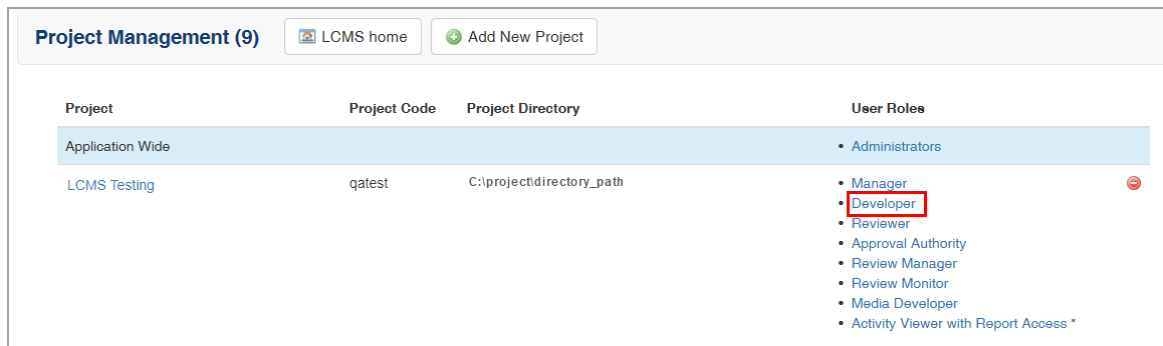 Project Management (9) LCMS home Add New Project
Project Project Code Project Directory User Roles
Application Wide • Administrators
LCMS Testing qatest C:\project\directory_path • Manager
• Developer
• Reviewer
• Approval Authority
• Review Manager
• Review Monitor
• Media Developer
• Activity Viewer with Report Access *